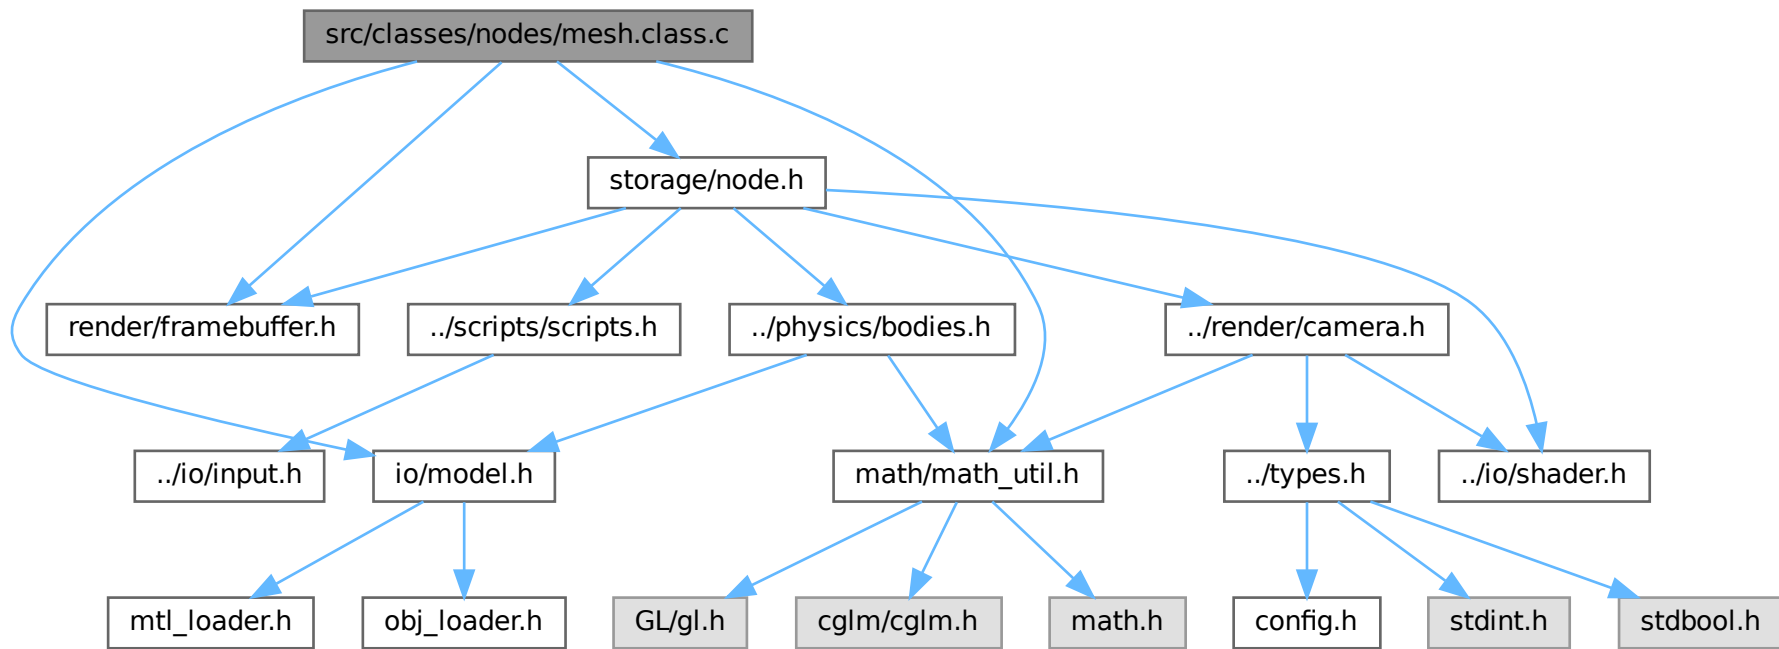 src/classes/nodes/mesh.class.c
storage/node.h
render/framebuffer.h
../scripts/scripts.h
../physics/bodies.h
../render/camera.h
../io/input.h
io/model.h
math/math_util.h
../types.h
../io/shader.h
mtl_loader.h
obj_loader.h
GL/gl.h
cglm/cglm.h
math.h
config.h
stdint.h
stdbool.h